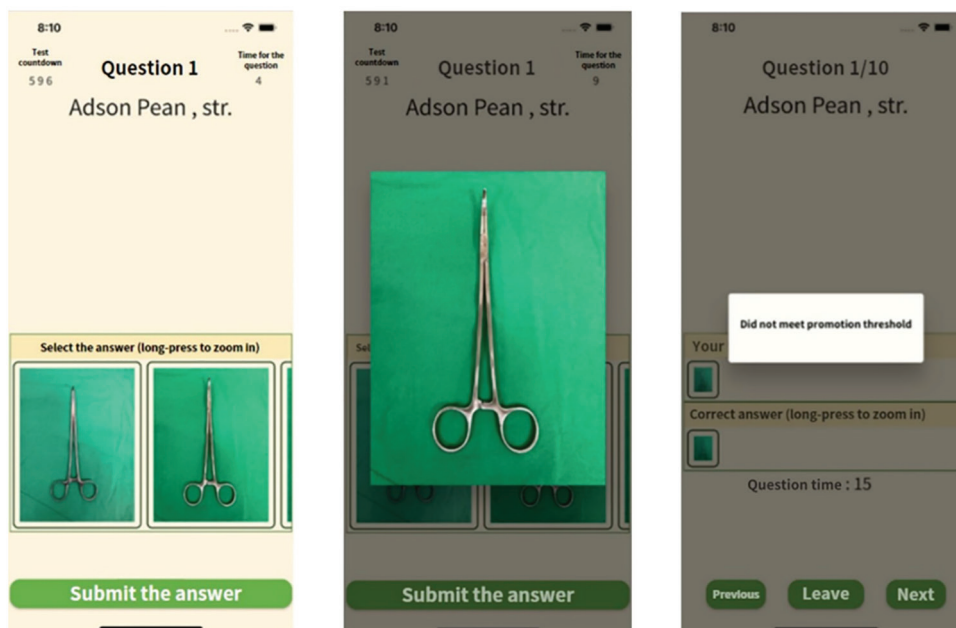 8:10
Test
countdown
596
Question 1
Time for the
question
4
Adson Pean , str.
Select the answer (long-press to zoom in)
Submit the answer
8:10
Test
countdown
591
Question 1
Time for the
question
9
Adson Pean , str.
Sel
Submit the answer
8:10
Question 1/10
Adson Pean , str.
Did not meet promotion threshold
Your
Correct answer (long-press to zoom in)
Question time : 15
Previous
Leave
Next